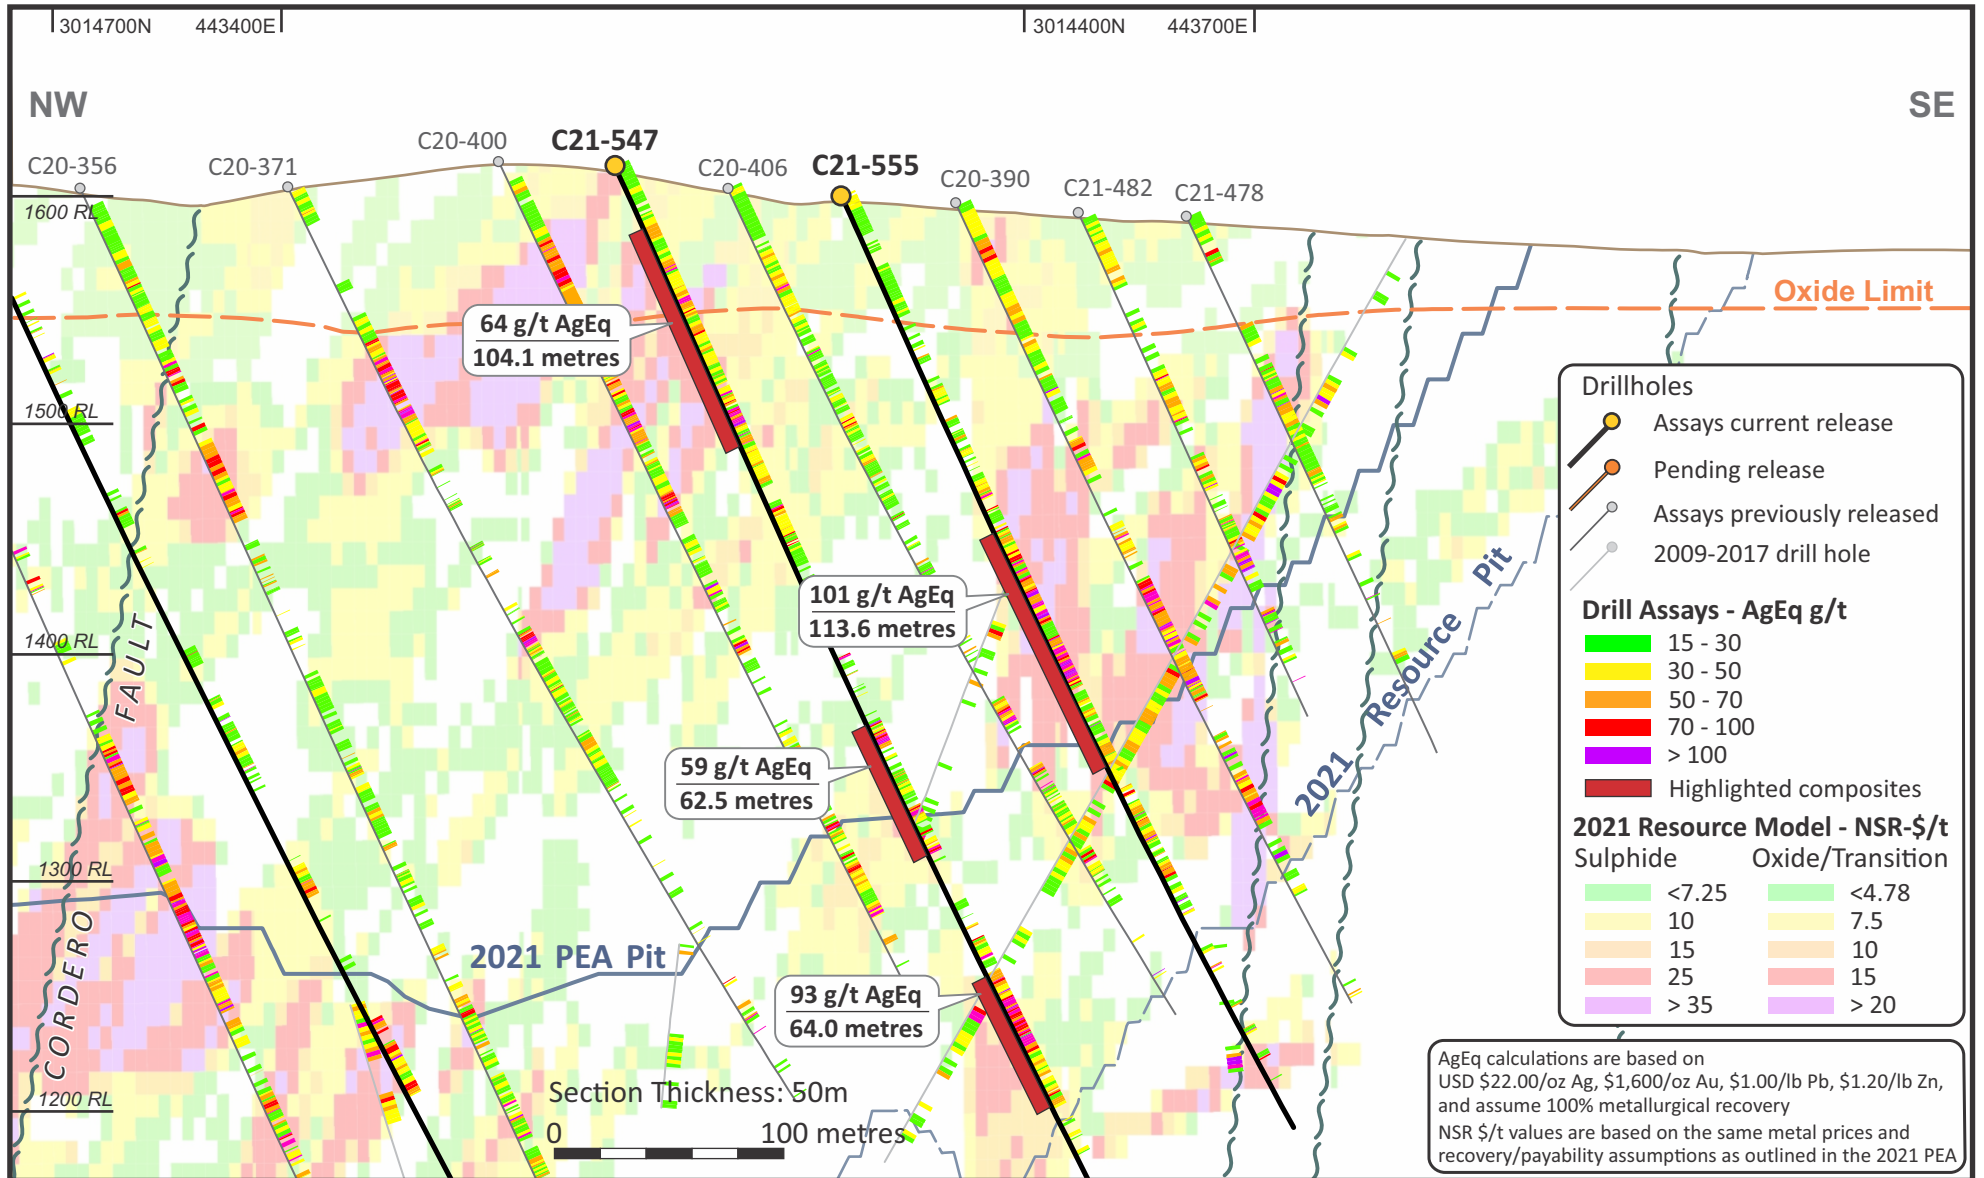 3014700N 443400E 3014400N 443700E
NW SE
C20-356 C20-371 C20-400 C21-547 C20-406 C21-555 C20-390 C21-482 C21-478
1600 RL
Oxide Limit
64 g/t AgEq
104.1 metres
1500 RL
101 g/t AgEq
113.6 metres
1400 RL
59 g/t AgEq
62.5 metres
1300 RL
93 g/t AgEq
64.0 metres
1200 RL
CORDERO FAULT
2021 PEA Pit
2021 Resource Pit
Section Thickness: 50m
0 100 metres
Drillholes
Assays current release
Pending release
Assays previously released
2009-2017 drill hole
Drill Assays - AgEq g/t
15 - 30
30 - 50
50 - 70
70 - 100
> 100
Highlighted composites
2021 Resource Model - NSR-$/t
Sulphide Oxide/Transition
<7.25 <4.78
10 7.5
15 10
25 15
> 35 > 20
AgEq calculations are based on
USD $22.00/oz Ag, $1,600/oz Au, $1.00/lb Pb, $1.20/lb Zn,
and assume 100% metallurgical recovery
NSR $/t values are based on the same metal prices and
recovery/payability assumptions as outlined in the 2021 PEA